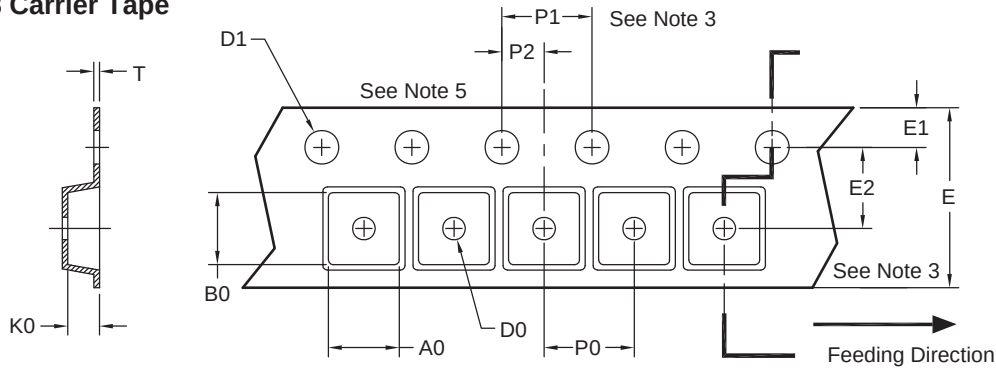 Carrier Tape
P1
See Note 3
D1
P2
T
See Note 5
E1
E2
E
B0
See Note 3
K0
D0
A0
P0
Feeding Direction